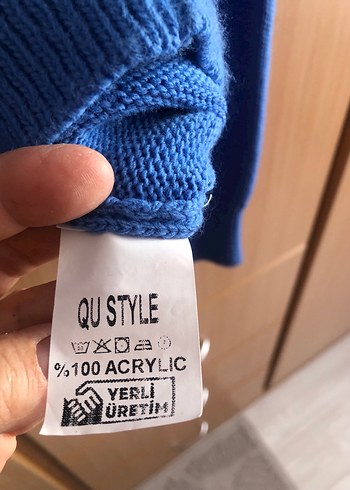 QU STYLE
%100 ACRYLIC
YERLİ
ÜRETİM